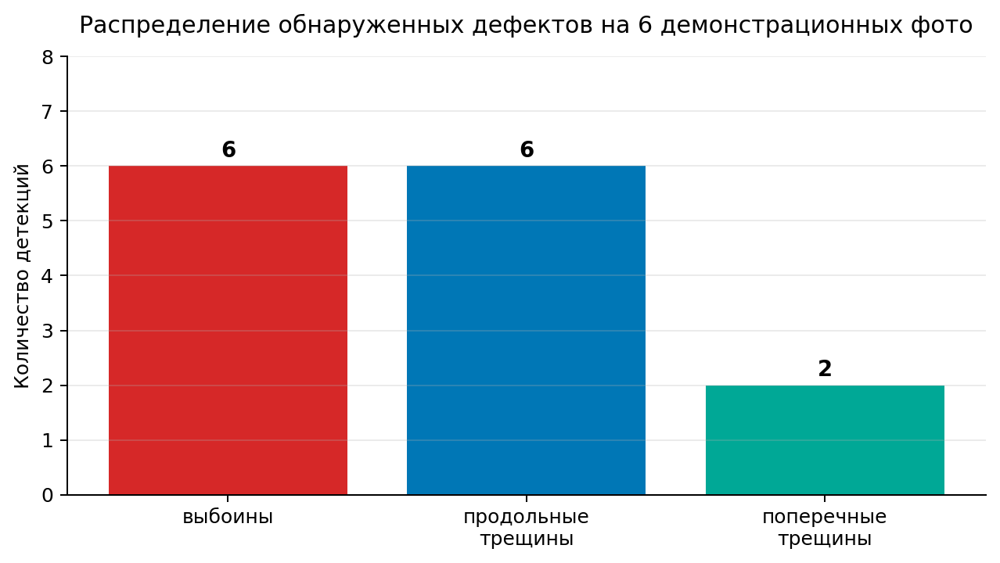 Распределение обнаруженных дефектов на 6 демонстрационных фото
Количество детекций
8
7
6
5
4
3
2
1
0
6
6
2
выбоины
продольные
трещины
поперечные
трещины